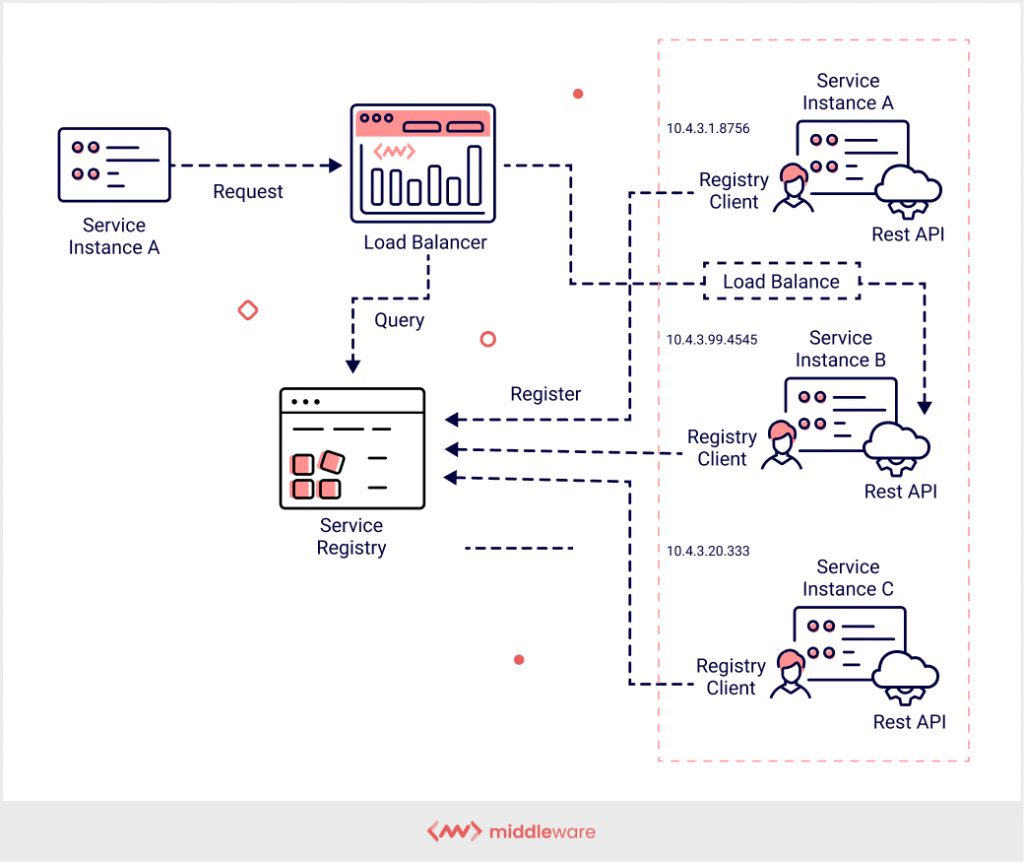 Service
Instance A
Request
Load Balancer
Query
Service
Registry
Register
10.4.3.1.8756
Service
Instance A
Registry
Client
Rest API
Load Balance
10.4.3.99.4545
Service
Instance B
Registry
Client
Rest API
10.4.3.20.333
Service
Instance C
Registry
Client
Rest API
middleware